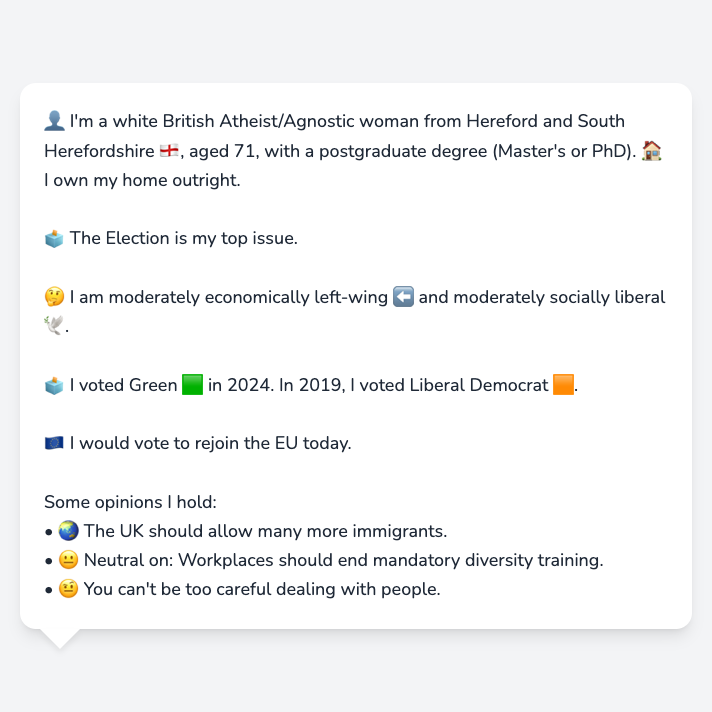 👤 I'm a white British Atheist/Agnostic woman from Hereford and South
Herefordshire 🏴󠁧󠁢󠁥󠁮󠁧󠁿, aged 71, with a postgraduate degree (Master's or PhD). 🏠
I own my home outright.
🗳️ The Election is my top issue.
🤔 I am moderately economically left-wing ⬅️ and moderately socially liberal
🕊️.
🗳️ I voted Green 🟩 in 2024. In 2019, I voted Liberal Democrat 🟧.
🇪🇺 I would vote to rejoin the EU today.
Some opinions I hold:
• 🌏 The UK should allow many more immigrants.
• 😐 Neutral on: Workplaces should end mandatory diversity training.
• 🤨 You can't be too careful dealing with people.